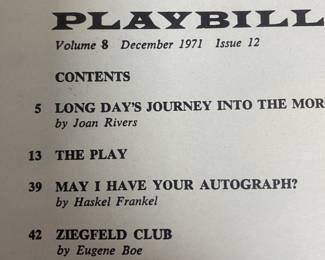 PLAYBILL
Volume 8 December 1971 Issue 12
CONTENTS
5 LONG DAY'S JOURNEY INTO THE MOR
by Joan Rivers
13 THE PLAY
39 MAY I HAVE YOUR AUTOGRAPH?
by Haskel Frankel
42 ZIEGFELD CLUB
by Eugene Boe